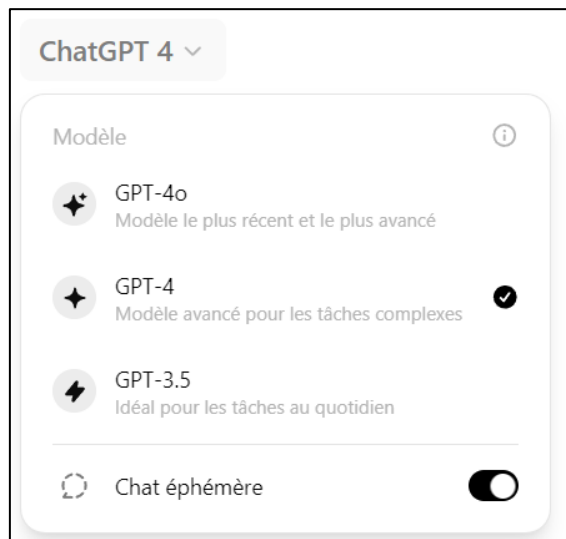 ChatGPT 4
Modèle
GPT-4o
Modèle le plus récent et le plus avancé
GPT-4
Modèle avancé pour les tâches complexes
GPT-3.5
Idéal pour les tâches au quotidien
Chat éphémère